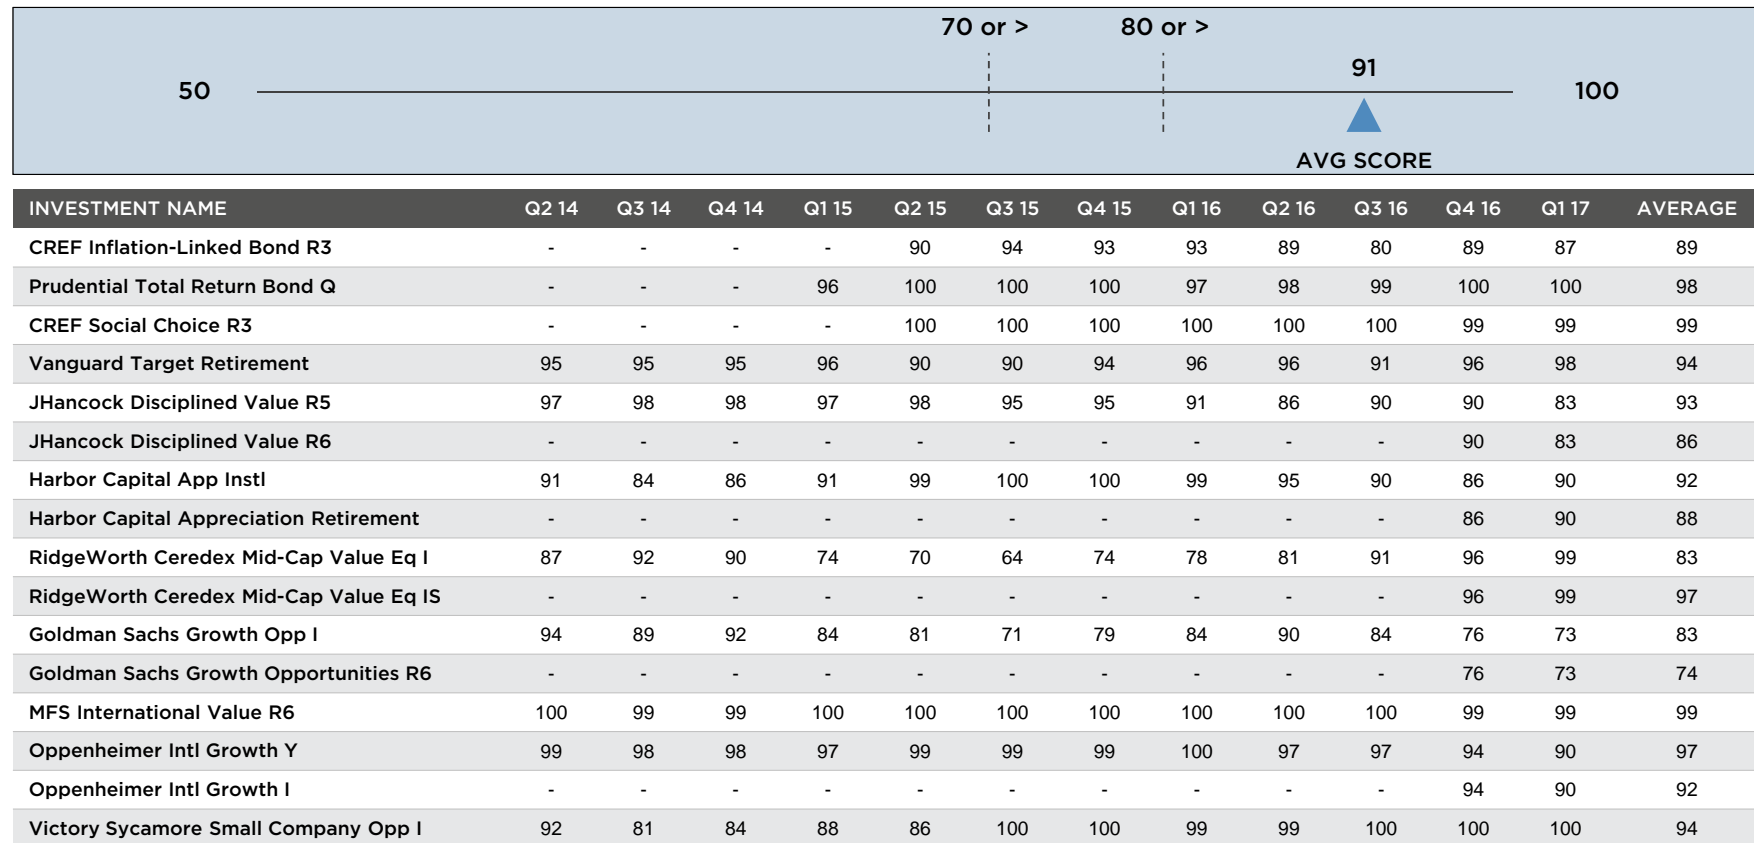 70 or > 80 or >
91
50 100
AVG SCORE
INVESTMENT NAME Q2 14 Q3 14 Q4 14 Q1 15 Q2 15 Q3 15 Q4 15 Q1 16 Q2 16 Q3 16 Q4 16 Q1 17 AVERAGE
CREF Inflation-Linked Bond R3 - - - - 90 94 93 93 89 80 89 87 89
Prudential Total Return Bond Q - - - 96 100 100 100 97 98 99 100 100 98
CREF Social Choice R3 - - - - 100 100 100 100 100 100 99 99 99
Vanguard Target Retirement 95 95 95 96 90 90 94 96 96 91 96 98 94
JHancock Disciplined Value R5 97 98 98 97 98 95 95 91 86 90 90 83 93
JHancock Disciplined Value R6 - - - - - - - - - - 90 83 86
Harbor Capital App Instl 91 84 86 91 99 100 100 99 95 90 86 90 92
Harbor Capital Appreciation Retirement - - - - - - - - - - 86 90 88
RidgeWorth Ceredex Mid-Cap Value Eq I 87 92 90 74 70 64 74 78 81 91 96 99 83
RidgeWorth Ceredex Mid-Cap Value Eq IS - - - - - - - - - - 96 99 97
Goldman Sachs Growth Opp I 94 89 92 84 81 71 79 84 90 84 76 73 83
Goldman Sachs Growth Opportunities R6 - - - - - - - - - - 76 73 74
MFS International Value R6 100 99 99 100 100 100 100 100 100 100 99 99 99
Oppenheimer Intl Growth Y 99 98 98 97 99 99 99 100 97 97 94 90 97
Oppenheimer Intl Growth I - - - - - - - - - - 94 90 92
Victory Sycamore Small Company Opp I 92 81 84 88 86 100 100 99 99 100 100 100 94